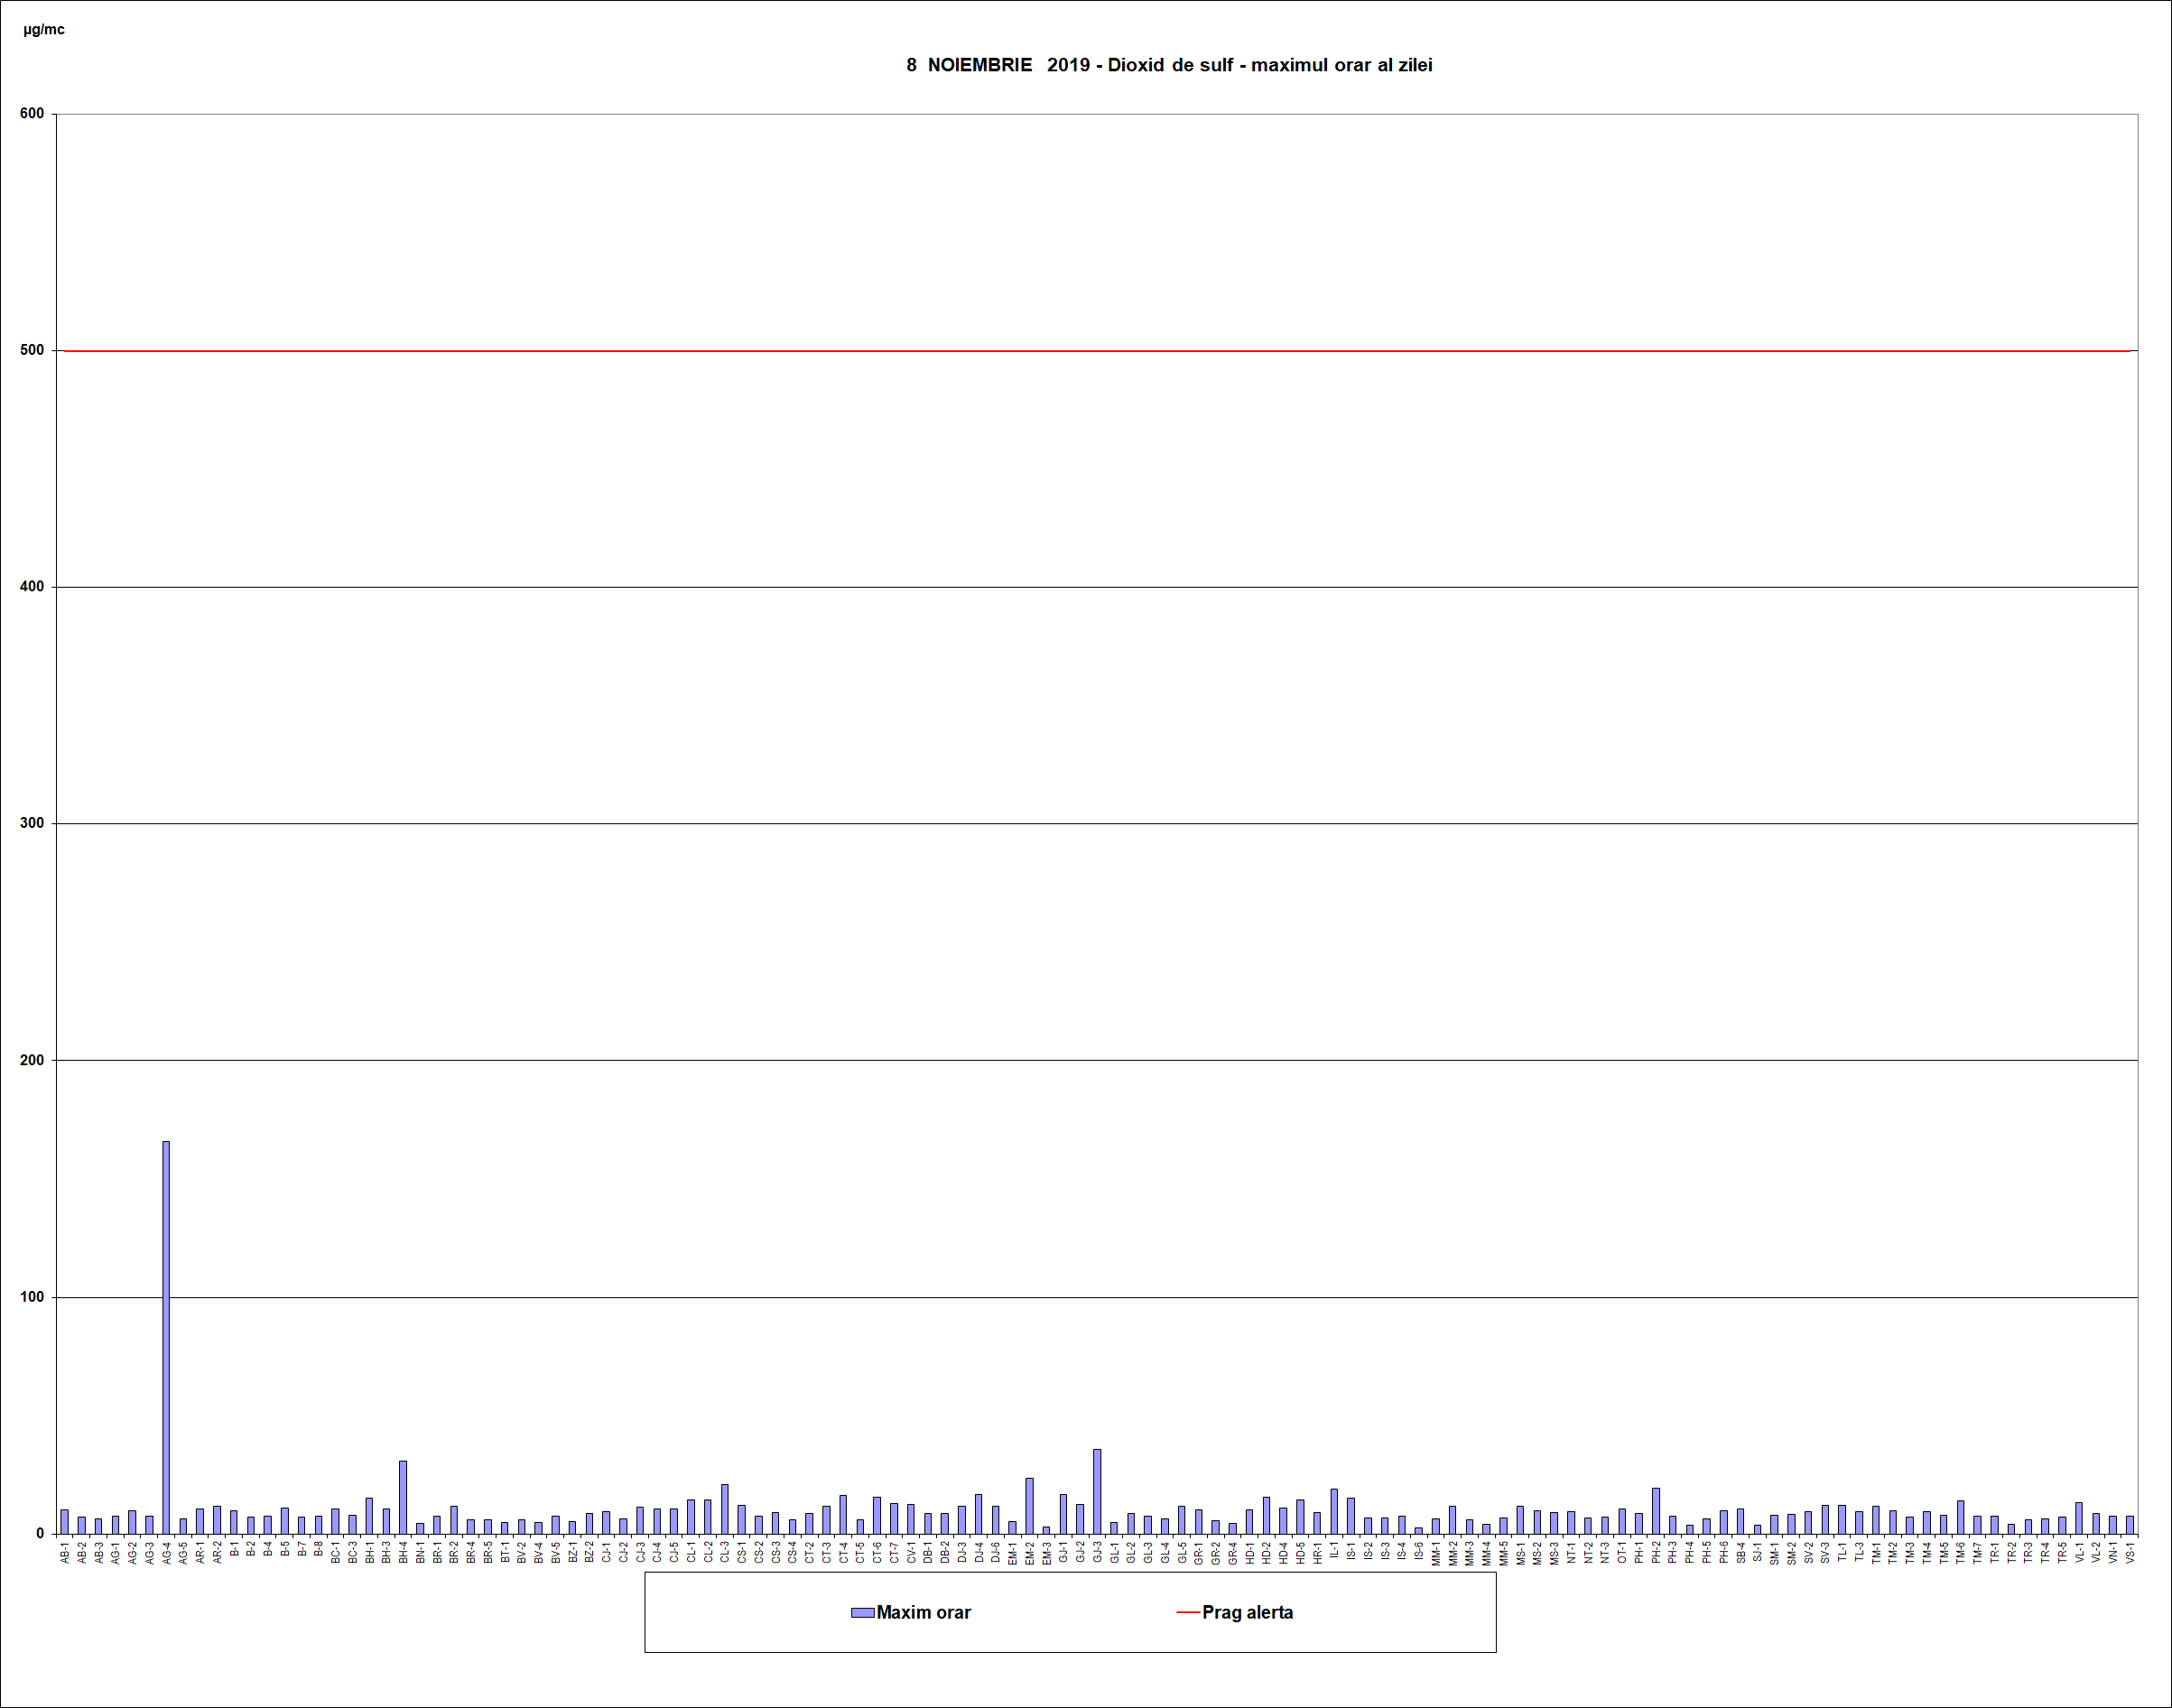 µg/mc
8 NOIEMBRIE 2019 - Dioxid de sulf - maximul orar al zilei
600
500
400
300
200
100
0
AB-1
AB-2
AB-3
AG-1
AG-2
AG-3
AG-4
AG-5
AR-1
AR-2
B-1
B-2
B-4
B-5
B-7
B-8
BC-1
BC-3
BH-1
BH-3
BH-4
BN-1
BR-1
BR-2
BR-4
BR-5
BT-1
BV-2
BV-4
BV-5
BZ-1
BZ-2
CJ-1
CJ-2
CJ-3
CJ-4
CJ-5
CL-1
CL-2
CL-3
CS-1
CS-2
CS-3
CS-4
CT-2
CT-3
CT-4
CT-5
CT-6
CT-7
CV-1
DB-1
DB-2
DJ-3
DJ-4
DJ-6
EM-1
EM-2
EM-3
GJ-1
GJ-2
GJ-3
GL-1
GL-2
GL-3
GL-4
GL-5
GR-1
GR-2
GR-4
HD-1
HD-2
HD-4
HD-5
HR-1
IL-1
IS-1
IS-2
IS-3
IS-4
IS-6
MM-1
MM-2
MM-3
MM-4
MM-5
MS-1
MS-2
MS-3
NT-1
NT-2
NT-3
OT-1
PH-1
PH-2
PH-3
PH-4
PH-5
PH-6
SB-4
SJ-1
SM-1
SM-2
SV-2
SV-3
TL-1
TL-3
TM-1
TM-2
TM-3
TM-4
TM-5
TM-6
TM-7
TR-1
TR-2
TR-3
TR-4
TR-5
VL-1
VL-2
VN-1
VS-1
Maxim orar
Prag alerta